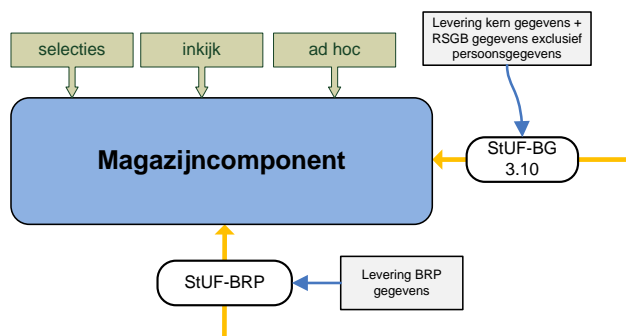 Levering kern gegevens +
RSGB gegevens exclusief
persoonsgegevens
selecties
inkijk
ad hoc
Magazijncomponent
StUF-BG
3.10
StUF-BRP
Levering BRP
gegevens